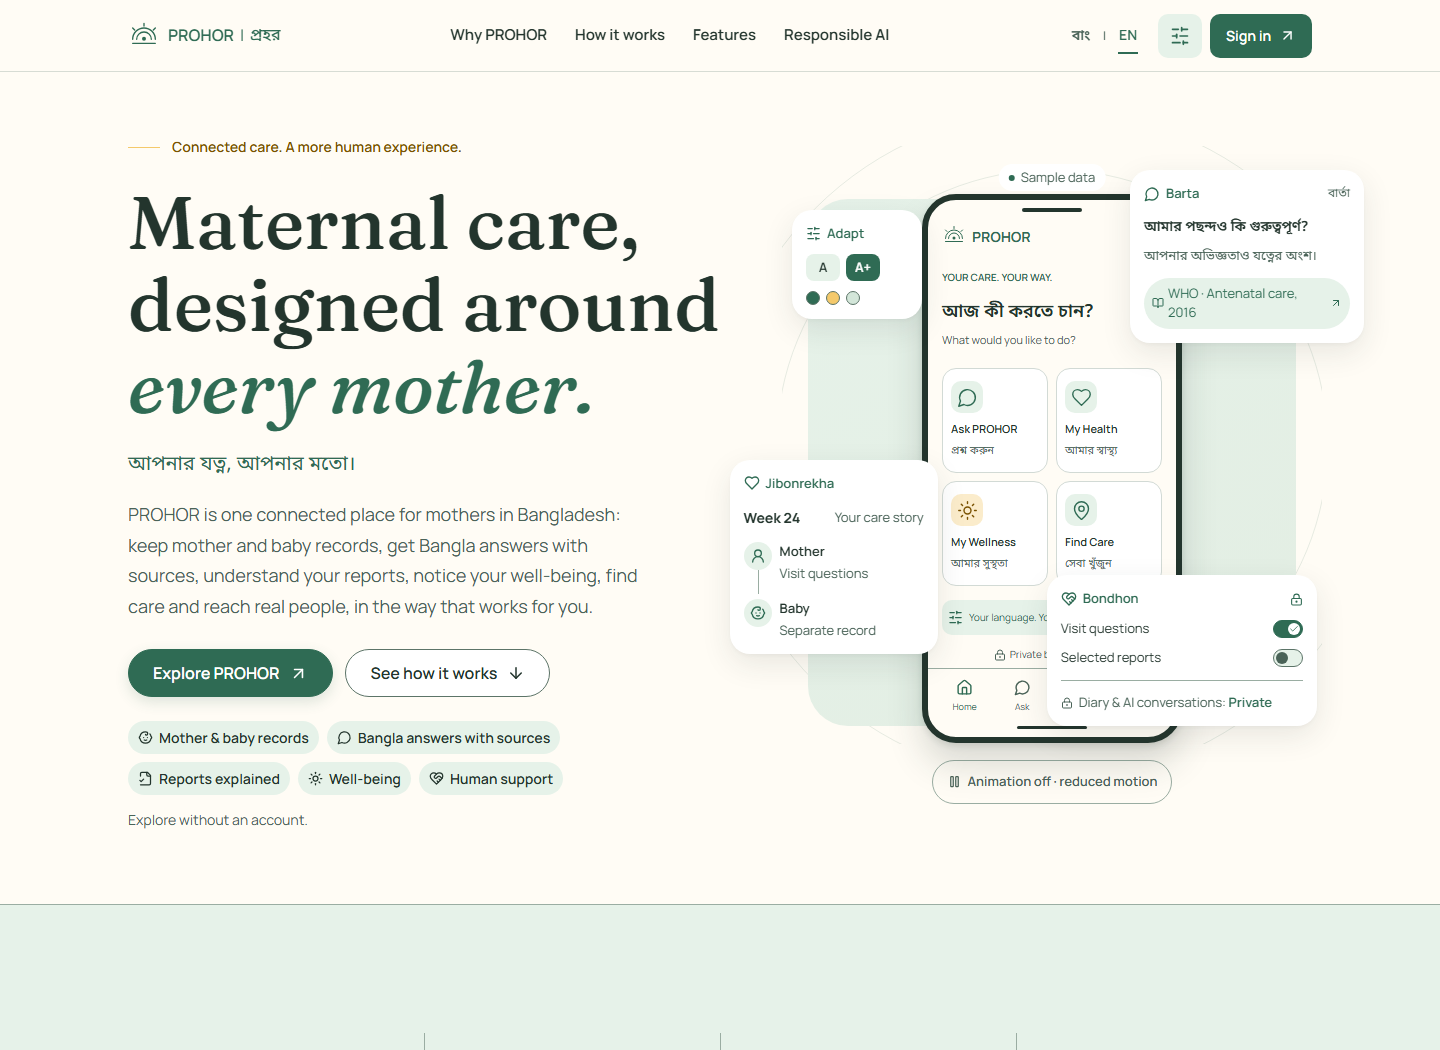 PROHOR | প্রহর
Why PROHOR
How it works
Features
Responsible AI
বাং | EN
Sign in
Connected care. A more human experience.
Maternal care,
designed around
every mother.
আপনার যত্ন, আপনার মতো।
PROHOR is one connected place for mothers in Bangladesh:
keep mother and baby records, get Bangla answers with
sources, understand your reports, notice your well-being, find
care and reach real people, in the way that works for you.
Explore PROHOR
See how it works
Mother & baby records
Bangla answers with sources
Reports explained
Well-being
Human support
Explore without an account.
Sample data
Adapt
A
A+
PROHOR
YOUR CARE. YOUR WAY.
আজ কী করতে চান?
What would you like to do?
Ask PROHOR
প্রশ্ন করুন
My Health
আমার স্বাস্থ্য
My Wellness
আমার সুস্থতা
Find Care
সেবা খুঁজুন
Your language.
Private
Home
Ask
Barta
বার্তা
আমার পছন্দও কি গুরুত্বপূর্ণ?
আপনার অভিজ্ঞতাও যত্নের অংশ।
WHO · Antenatal care,
2016
Jibonrekha
Week 24
Your care story
Mother
Visit questions
Baby
Separate record
Bondhon
Visit questions
Selected reports
Diary & AI conversations: Private
Animation off · reduced motion